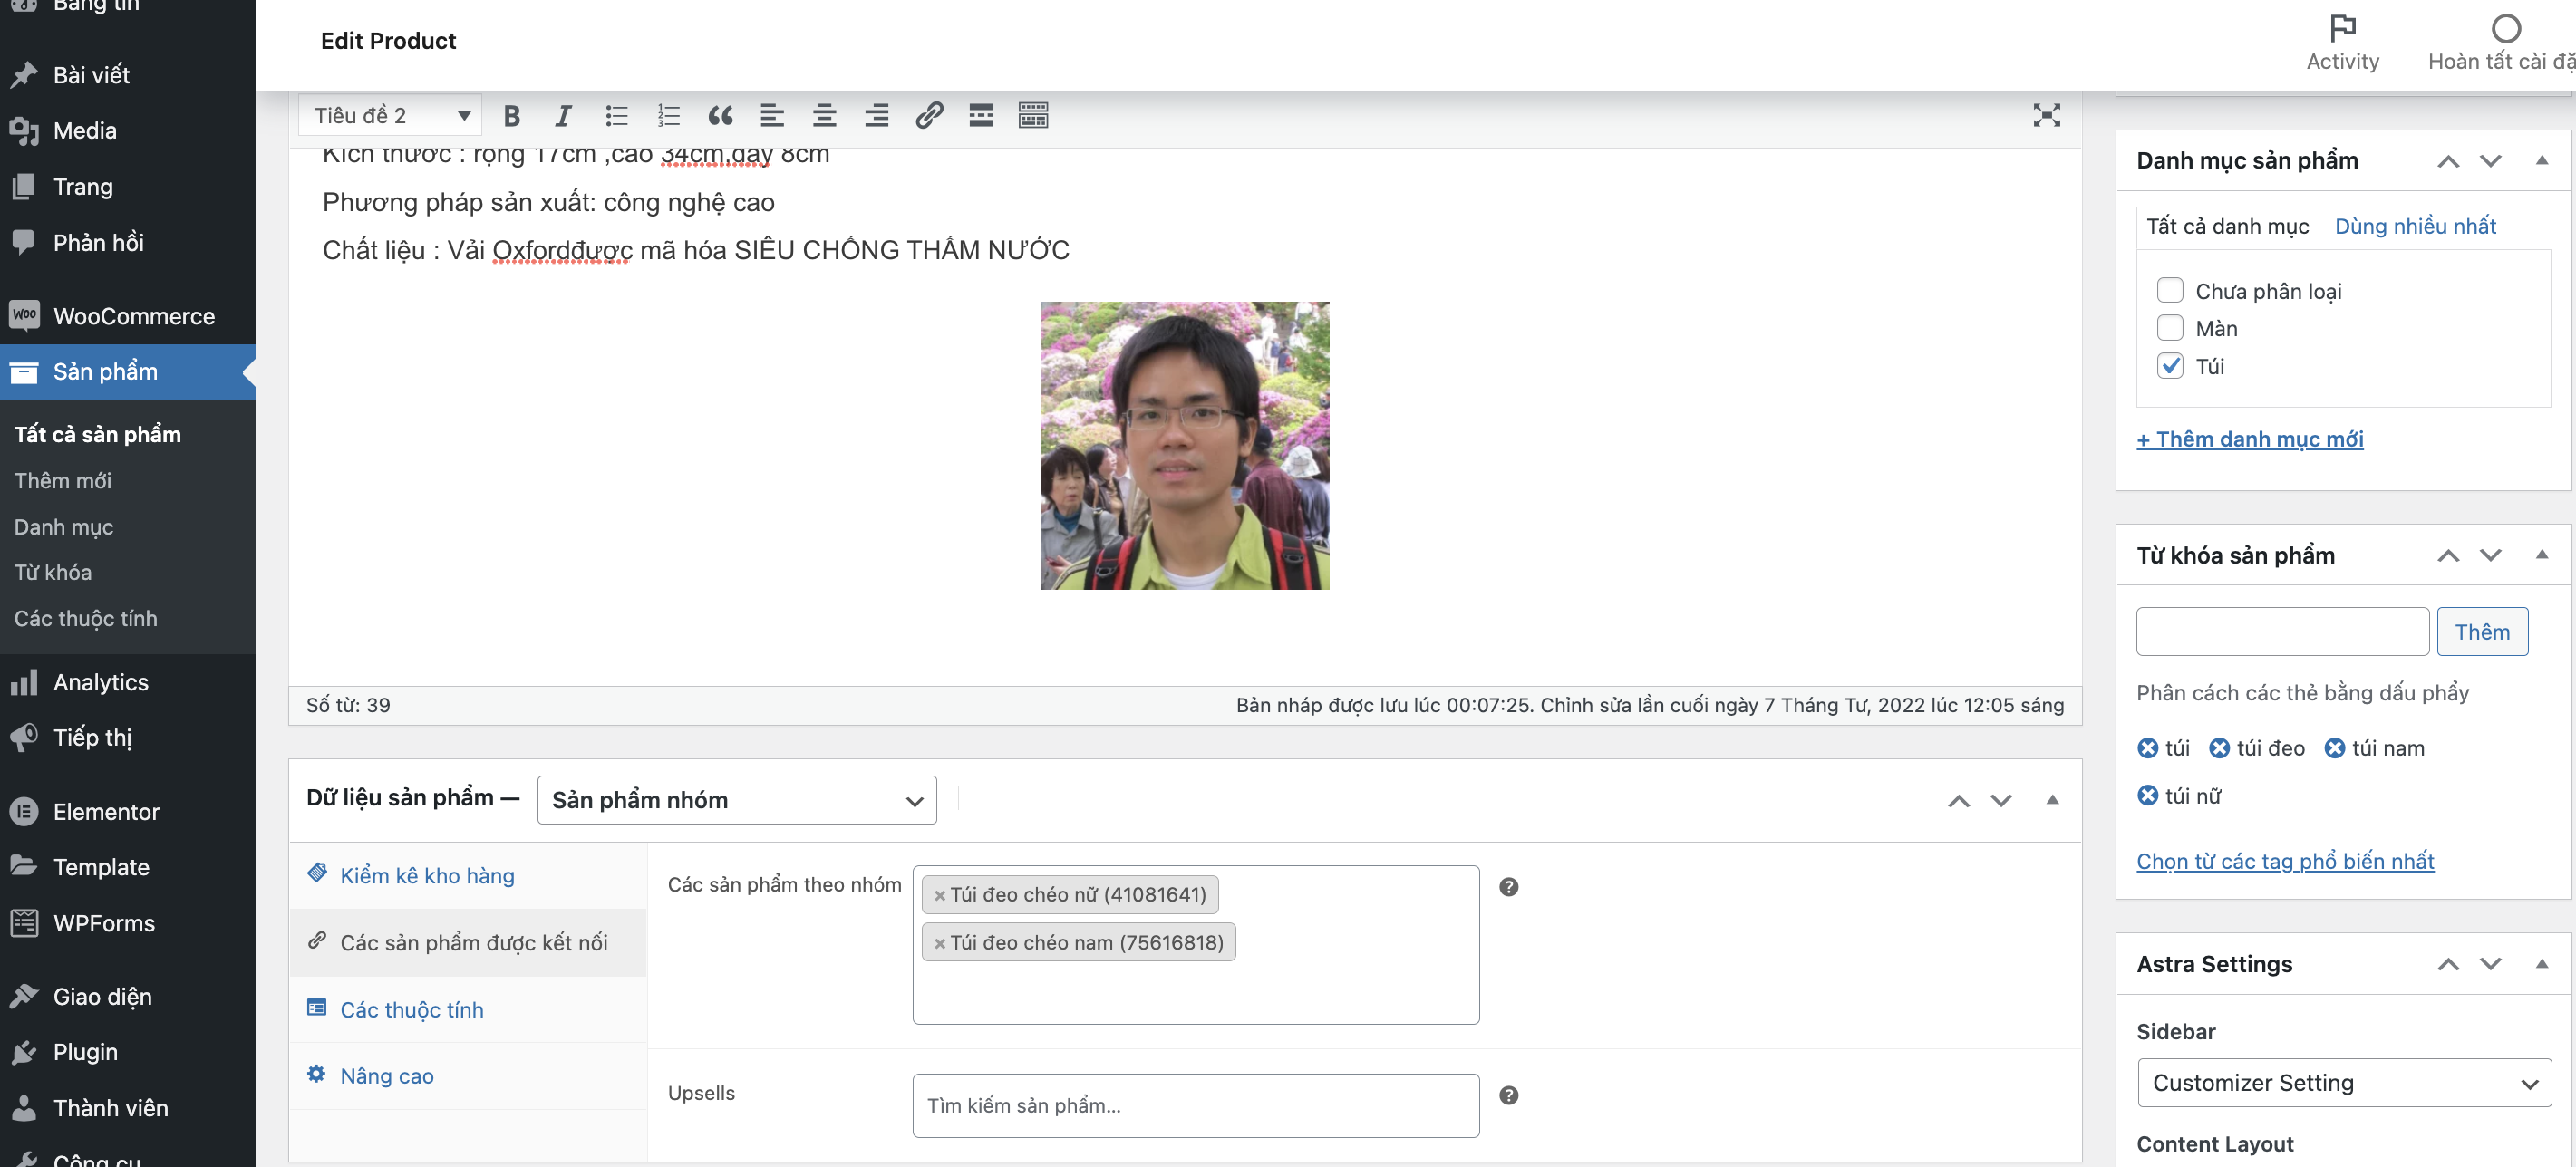 Bảng tin
Bài viết
Media
Trang
Phản hồi
WooCommerce
Sản phẩm
Tất cả sản phẩm
Thêm mới
Danh mục
Từ khóa
Các thuộc tính
Analytics
Tiếp thị
Elementor
Template
WPForms
Giao diện
Plugin
Thành viên
Công cụ
Edit Product
Activity
Hoàn tất cài đặ
Tiêu đề 2
Kích thước : rộng 17cm ,cao 34cm,dày 8cm
Phương pháp sản xuất: công nghệ cao
Chất liệu : Vải Oxfordđược mã hóa SIÊU CHỐNG THẤM NƯỚC
Số từ: 39
Bản nháp được lưu lúc 00:07:25. Chỉnh sửa lần cuối ngày 7 Tháng Tư, 2022 lúc 12:05 sáng
Dữ liệu sản phẩm —
Sản phẩm nhóm
Kiểm kê kho hàng
Các sản phẩm được kết nối
Các thuộc tính
Nâng cao
Các sản phẩm theo nhóm
× Túi đeo chéo nữ (41081641)
× Túi đeo chéo nam (75616818)
Upsells
Tìm kiếm sản phẩm...
Danh mục sản phẩm
Tất cả danh mục
Dùng nhiều nhất
Chưa phân loại
Màn
Túi
+ Thêm danh mục mới
Từ khóa sản phẩm
Thêm
Phân cách các thẻ bằng dấu phẩy
túi
túi đeo
túi nam
túi nữ
Chọn từ các tag phổ biến nhất
Astra Settings
Sidebar
Customizer Setting
Content Layout